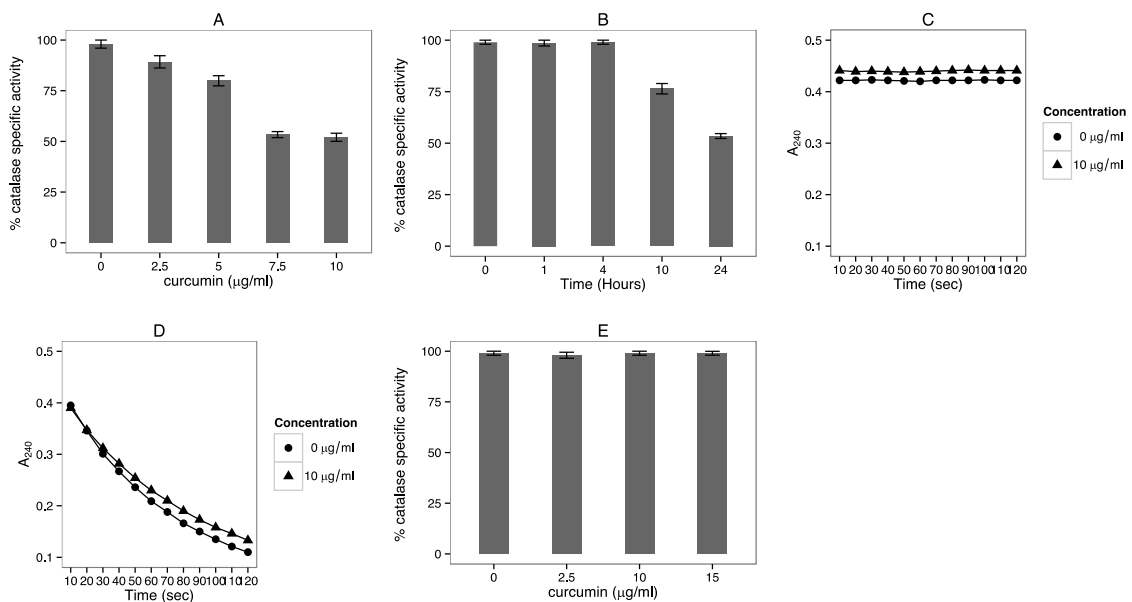 A
% catalase specific activity
100
75
50
25
0
0 2.5 5 7.5 10
curcumin (μg/ml)
B
% catalase specific activity
100
75
50
25
0
0 1 4 10 24
Time (Hours)
C
A240
0.5
0.4
0.3
0.2
0.1
10 20 30 40 50 60 70 80 90 100 110 120
Time (sec)
Concentration
0 μg/ml
10 μg/ml
D
A240
0.5
0.4
0.3
0.2
0.1
10 20 30 40 50 60 70 80 90 100 110 120
Time (sec)
Concentration
0 μg/ml
10 μg/ml
E
% catalase specific activity
100
75
50
25
0
0 2.5 10 15
curcumin (μg/ml)